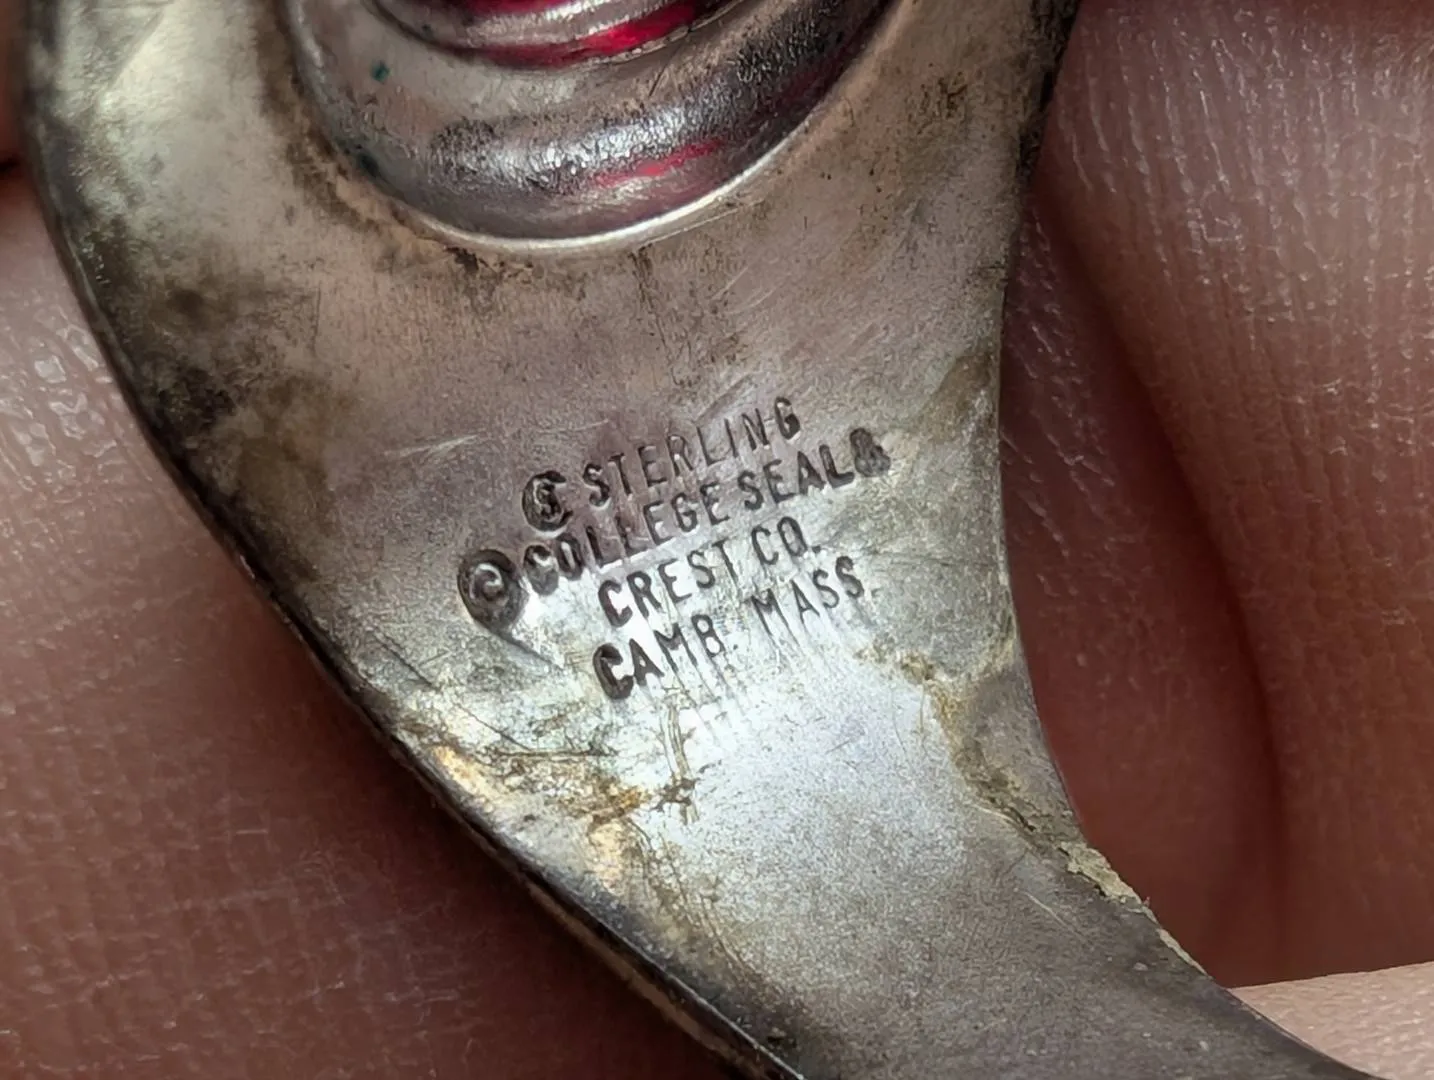 STERLING
© COLLEGE SEAL &
CREST CO.
CAMB. MASS.